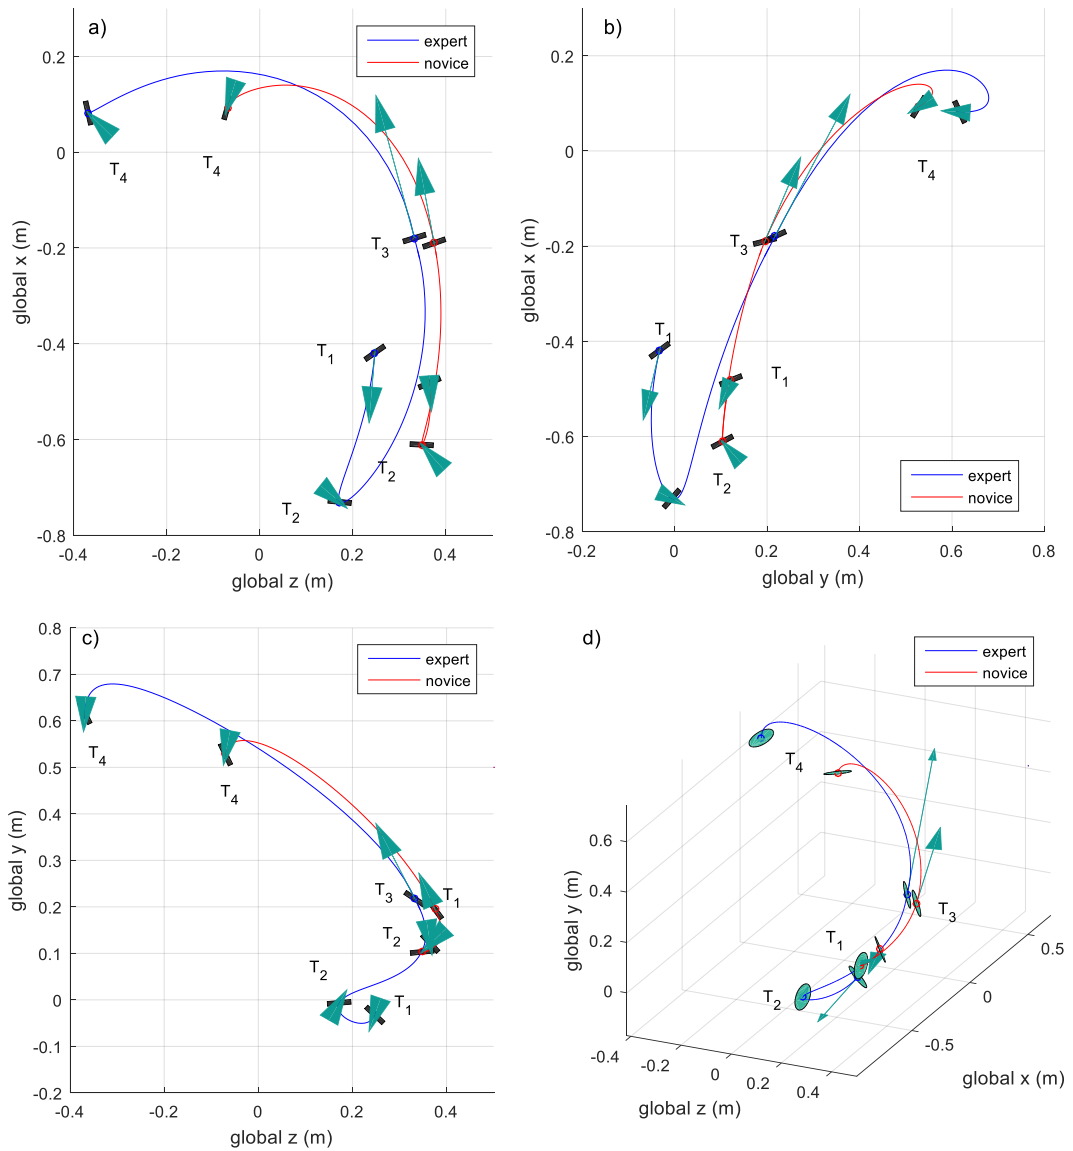 a)
expert
novice
0.2
0
-0.2
-0.4
-0.6
-0.8
global x (m)
T4
T4
T3
T1
T2
T2
-0.4
-0.2
0
0.2
0.4
global z (m)
b)
0.2
0
-0.2
-0.4
-0.6
-0.8
global x (m)
T4
T3
T1
T1
T2
expert
novice
-0.2
0
0.2
0.4
0.6
0.8
global y (m)
c)
expert
novice
0.8
0.7
0.6
0.5
0.4
0.3
0.2
0.1
0
-0.1
-0.2
global y (m)
T4
T4
T3
T1
T2
T2
T1
-0.4
-0.2
0
0.2
0.4
global z (m)
d)
expert
novice
T4
T3
T1
T2
0.6
0.4
0.2
0
global y (m)
-0.4
-0.2
0
0.2
0.4
global z (m)
0.5
0
-0.5
global x (m)